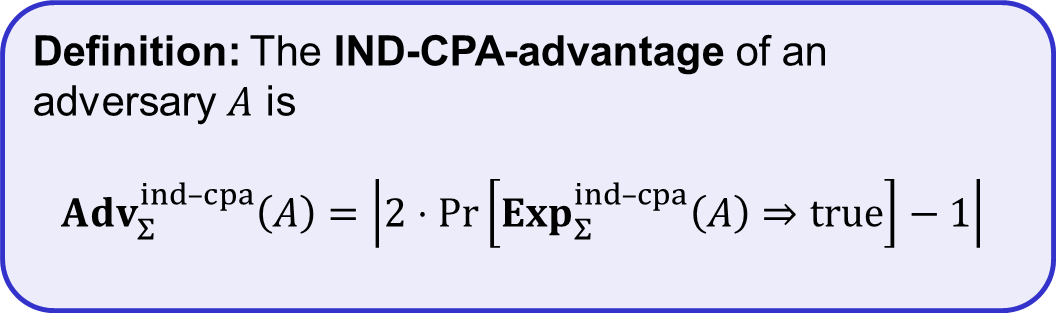 Definition: The IND-CPA-advantage of an
adversary 𝐴 is
𝐀𝐝𝐯_Σ^{ind−cpa}(𝐴) = |2 ⋅ Pr[𝐄𝐱𝐩_Σ^{ind−cpa}(𝐴) ⇒ true] − 1|